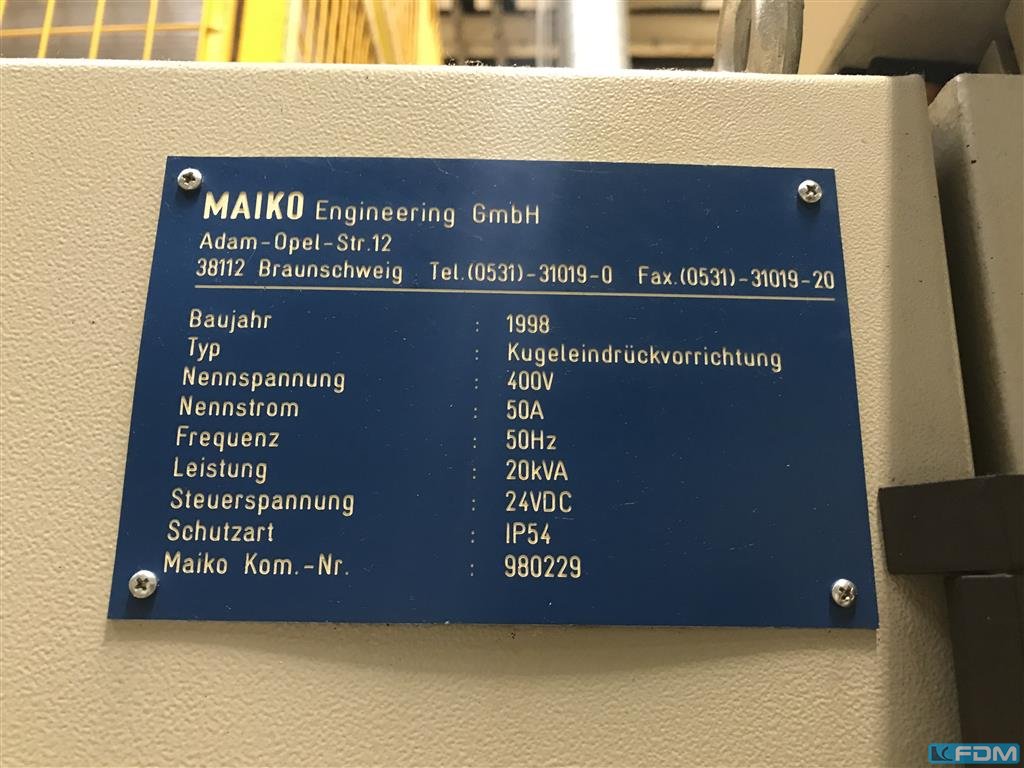 MAIKO Engineering GmbH
Adam-Opel-Str.12
38112 Braunschweig Tel.(0531)-31019-0 Fax.(0531)-31019-20
Baujahr : 1998
Typ : Kugeleindrückvorrichtung
Nennspannung : 400V
Nennstrom : 50A
Frequenz : 50Hz
Leistung : 20kVA
Steuerspannung : 24VDC
Schutzart : IP54
Maiko Kom.-Nr. : 980229
FDM